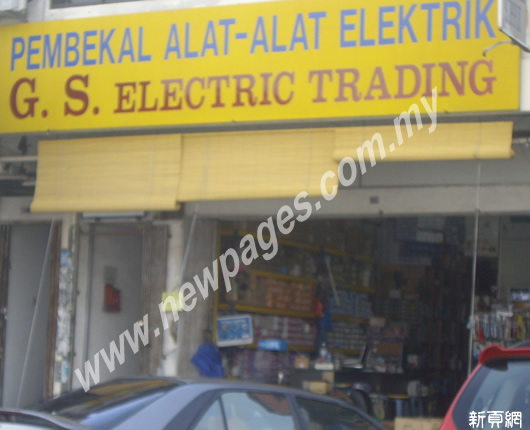 PEMBEKAL ALAT-ALAT ELEKTRIK
G. S. ELECTRIC TRADING
www.newpages.com.my
新頁網